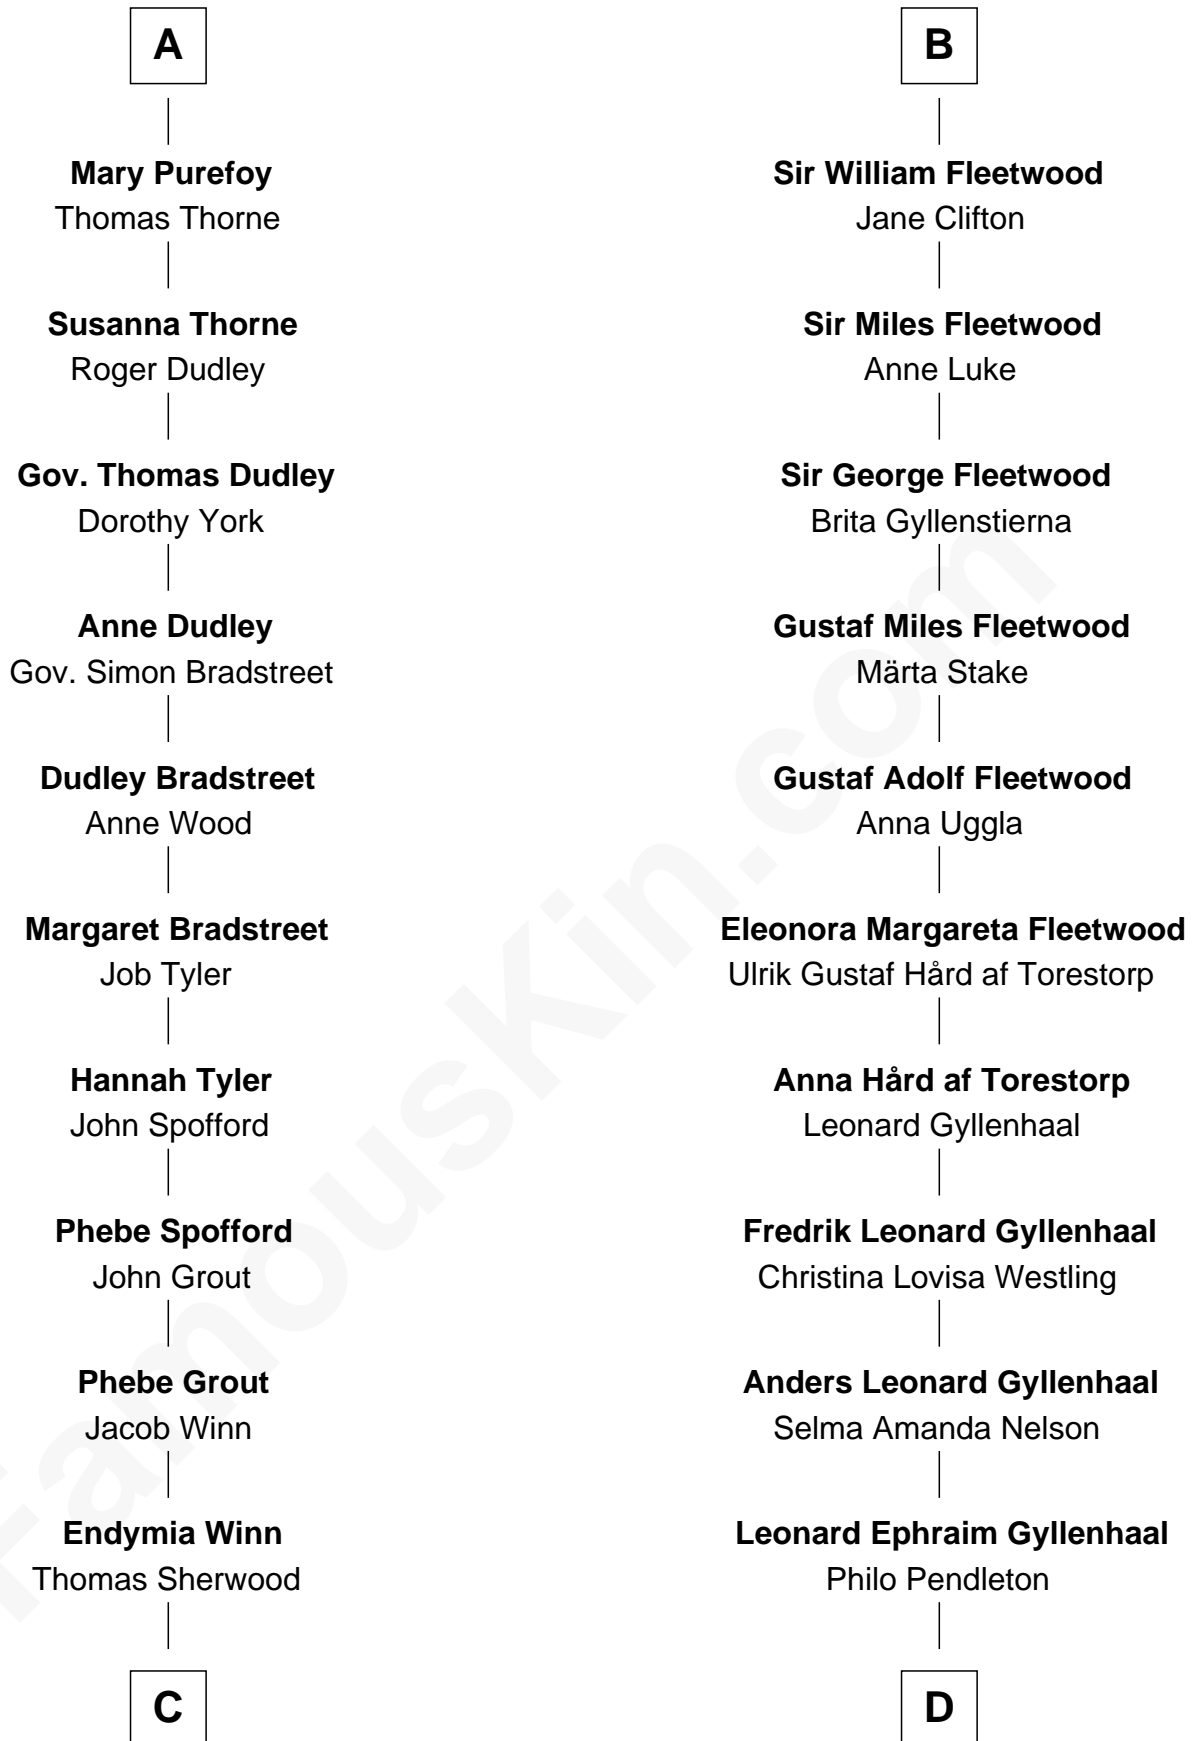 A
Mary Purefoy
Thomas Thorne
Susanna Thorne
Roger Dudley
Gov. Thomas Dudley
Dorothy York
Anne Dudley
Gov. Simon Bradstreet
Dudley Bradstreet
Anne Wood
Margaret Bradstreet
Job Tyler
Hannah Tyler
John Spofford
Phebe Spofford
John Grout
Phebe Grout
Jacob Winn
Endymia Winn
Thomas Sherwood
C
B
Sir William Fleetwood
Jane Clifton
Sir Miles Fleetwood
Anne Luke
Sir George Fleetwood
Brita Gyllenstierna
Gustaf Miles Fleetwood
Märta Stake
Gustaf Adolf Fleetwood
Anna Uggla
Eleonora Margareta Fleetwood
Ulrik Gustaf Hård af Torestorp
Anna Hård af Torestorp
Leonard Gyllenhaal
Fredrik Leonard Gyllenhaal
Christina Lovisa Westling
Anders Leonard Gyllenhaal
Selma Amanda Nelson
Leonard Ephraim Gyllenhaal
Philo Pendleton
D
FamousKin.com